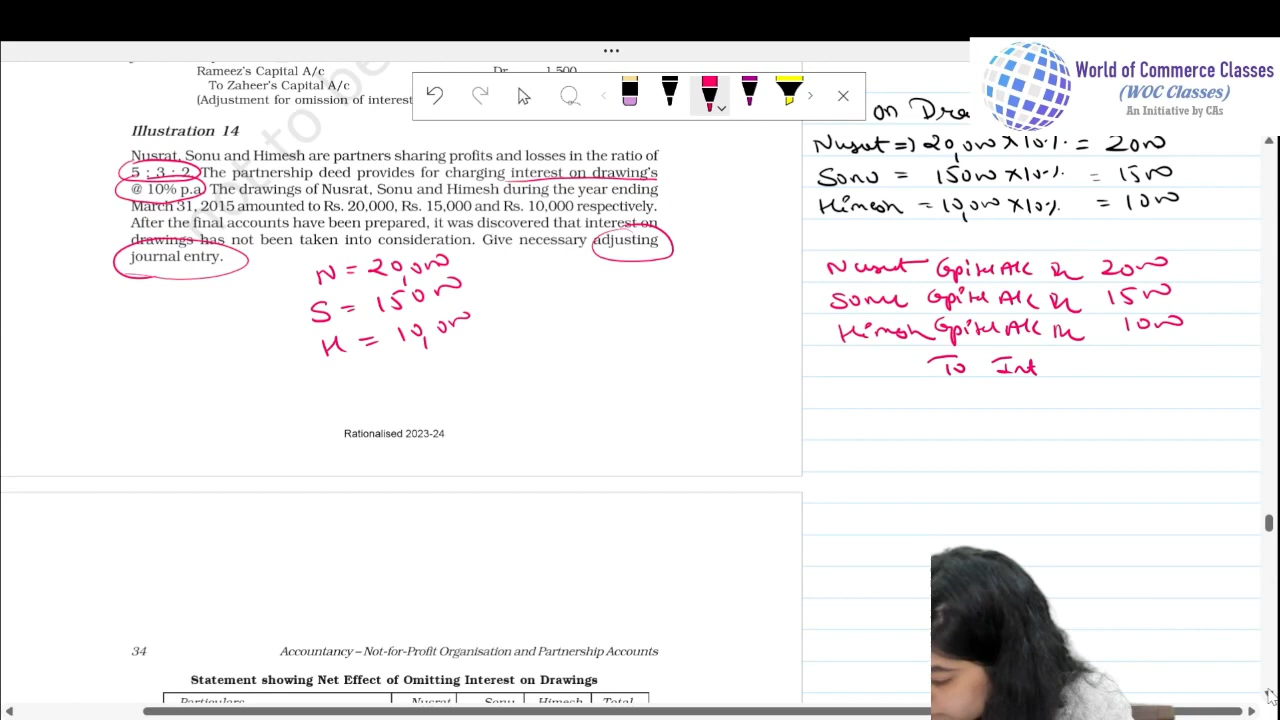 Rameez's Capital A/c Dr. 1,500
To Zaheer's Capital A/c
(Adjustment for omission of interest
Illustration 14
Nusrat, Sonu and Himesh are partners sharing profits and losses in the ratio of
5 : 3 : 2. The partnership deed provides for charging interest on drawing's
@ 10% p.a. The drawings of Nusrat, Sonu and Himesh during the year ending
March 31, 2015 amounted to Rs. 20,000, Rs. 15,000 and Rs. 10,000 respectively.
After the final accounts have been prepared, it was discovered that interest on
drawings has not been taken into consideration. Give necessary adjusting
journal entry.
N = 20,000
S = 15000
H = 10,000
Rationalised 2023-24
34 Accountancy – Not-for-Profit Organisation and Partnership Accounts
Statement showing Net Effect of Omitting Interest on Drawings
Particulars Nusrat Sonu Himesh Total
World of Commerce Classes
(WOC Classes)
An Initiative by CAs
on Dra
Nusrat => 20,000 x 10% = 2000
Sonu = 15000 x 10% = 1500
Himesh = 10,000 x 10% = 1000
Nusrat Capital A/c Dr 2000
Sonu Capital A/c Dr 1500
Himesh Capital A/c Dr 1000
To Int